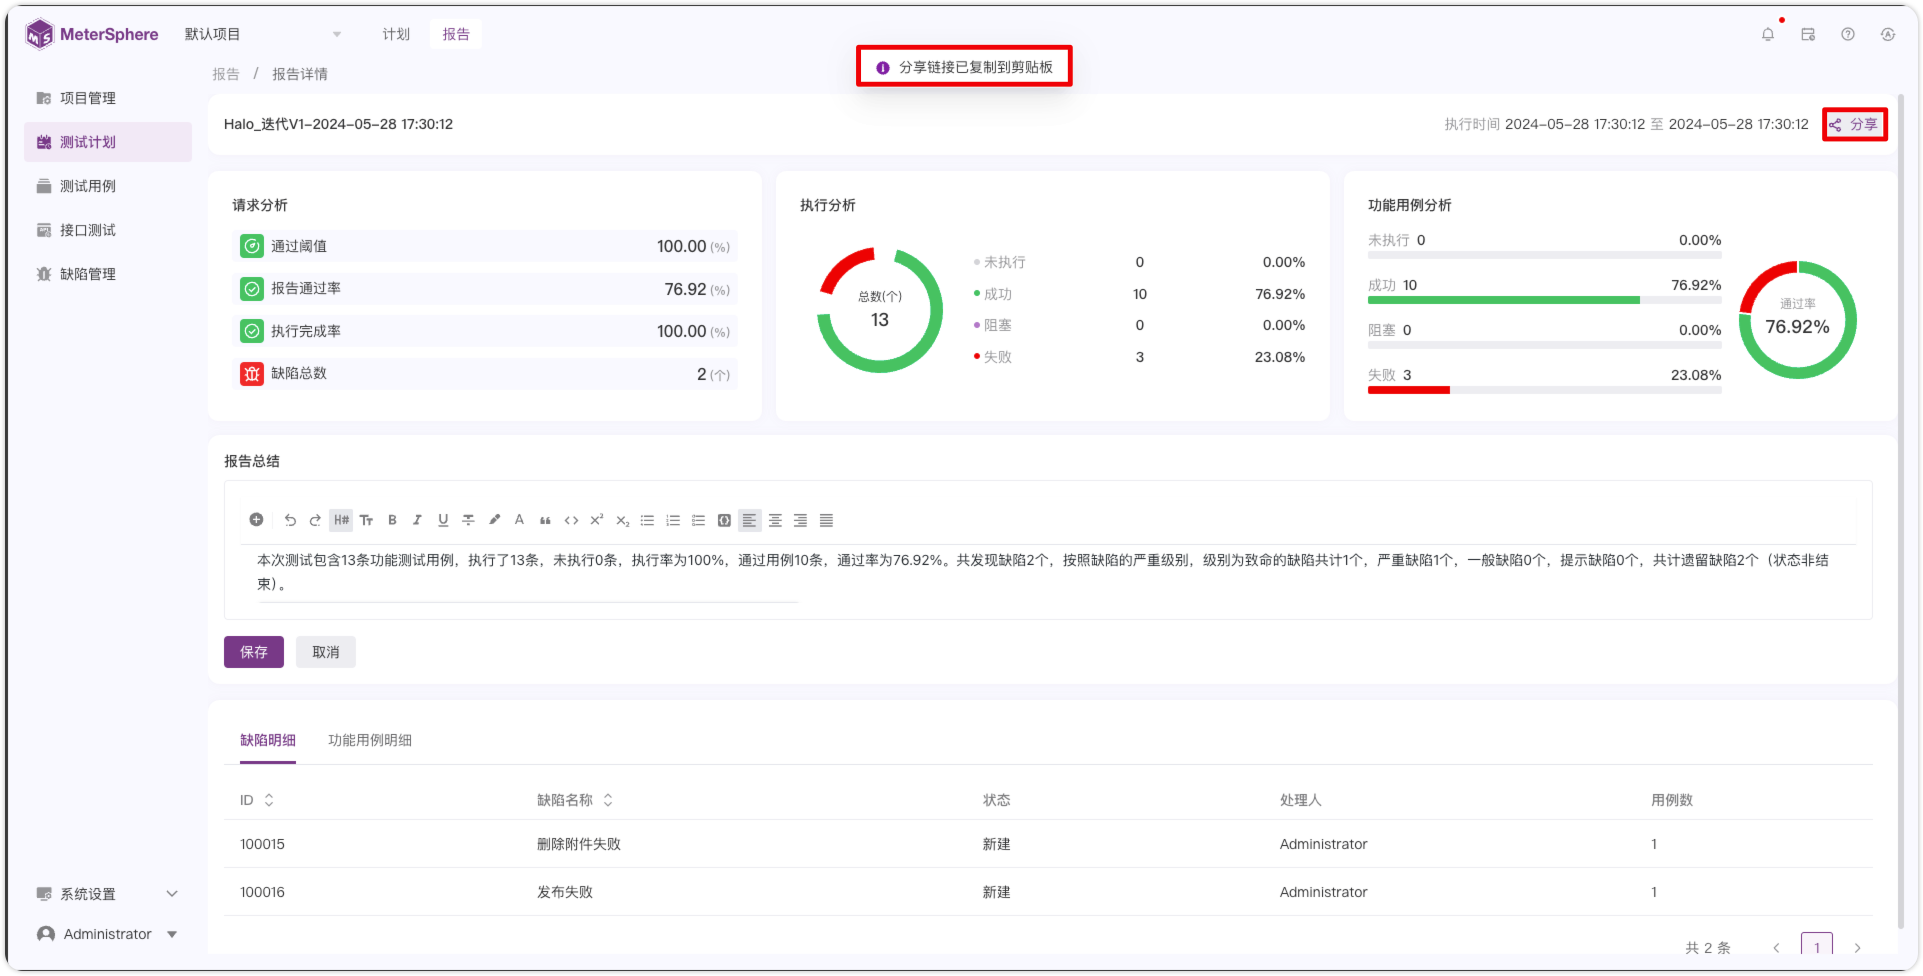 MeterSphere 默认项目 计划 报告
分享链接已复制到剪贴板
报告 / 报告详情
项目管理
测试计划
测试用例
接口测试
缺陷管理
系统设置
Administrator
Halo_迭代V1-2024-05-28 17:30:12
执行时间 2024-05-28 17:30:12 至 2024-05-28 17:30:12 分享
请求分析
通过阈值 100.00 (%)
报告通过率 76.92 (%)
执行完成率 100.00 (%)
缺陷总数 2 (个)
执行分析
总数(个)
13
未执行 0 0.00%
成功 10 76.92%
阻塞 0 0.00%
失败 3 23.08%
功能用例分析
未执行 0 0.00%
成功 10 76.92%
阻塞 0 0.00%
失败 3 23.08%
通过率
76.92%
报告总结
本次测试包含13条功能测试用例，执行了13条，未执行0条，执行率为100%，通过用例10条，通过率为76.92%。共发现缺陷2个，按照缺陷的严重级别，级别为致命的缺陷共计1个，严重缺陷1个，一般缺陷0个，提示缺陷0个，共计遗留缺陷2个（状态非结
束）。
保存 取消
缺陷明细 功能用例明细
ID 缺陷名称 状态 处理人 用例数
100015 删除附件失败 新建 Administrator 1
100016 发布失败 新建 Administrator 1
共 2 条 1